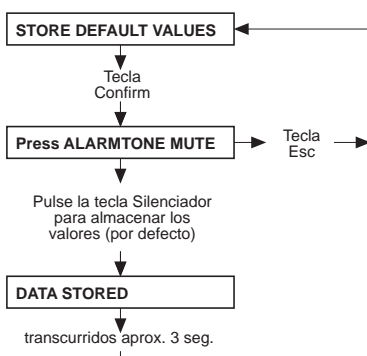 STORE DEFAULT VALUES
Tecla
Confirm
Press ALARMTONE MUTE
Tecla
Esc
Pulse la tecla Silenciador
para almacenar los
valores (por defecto)
DATA STORED
transcurridos aprox. 3 seg.